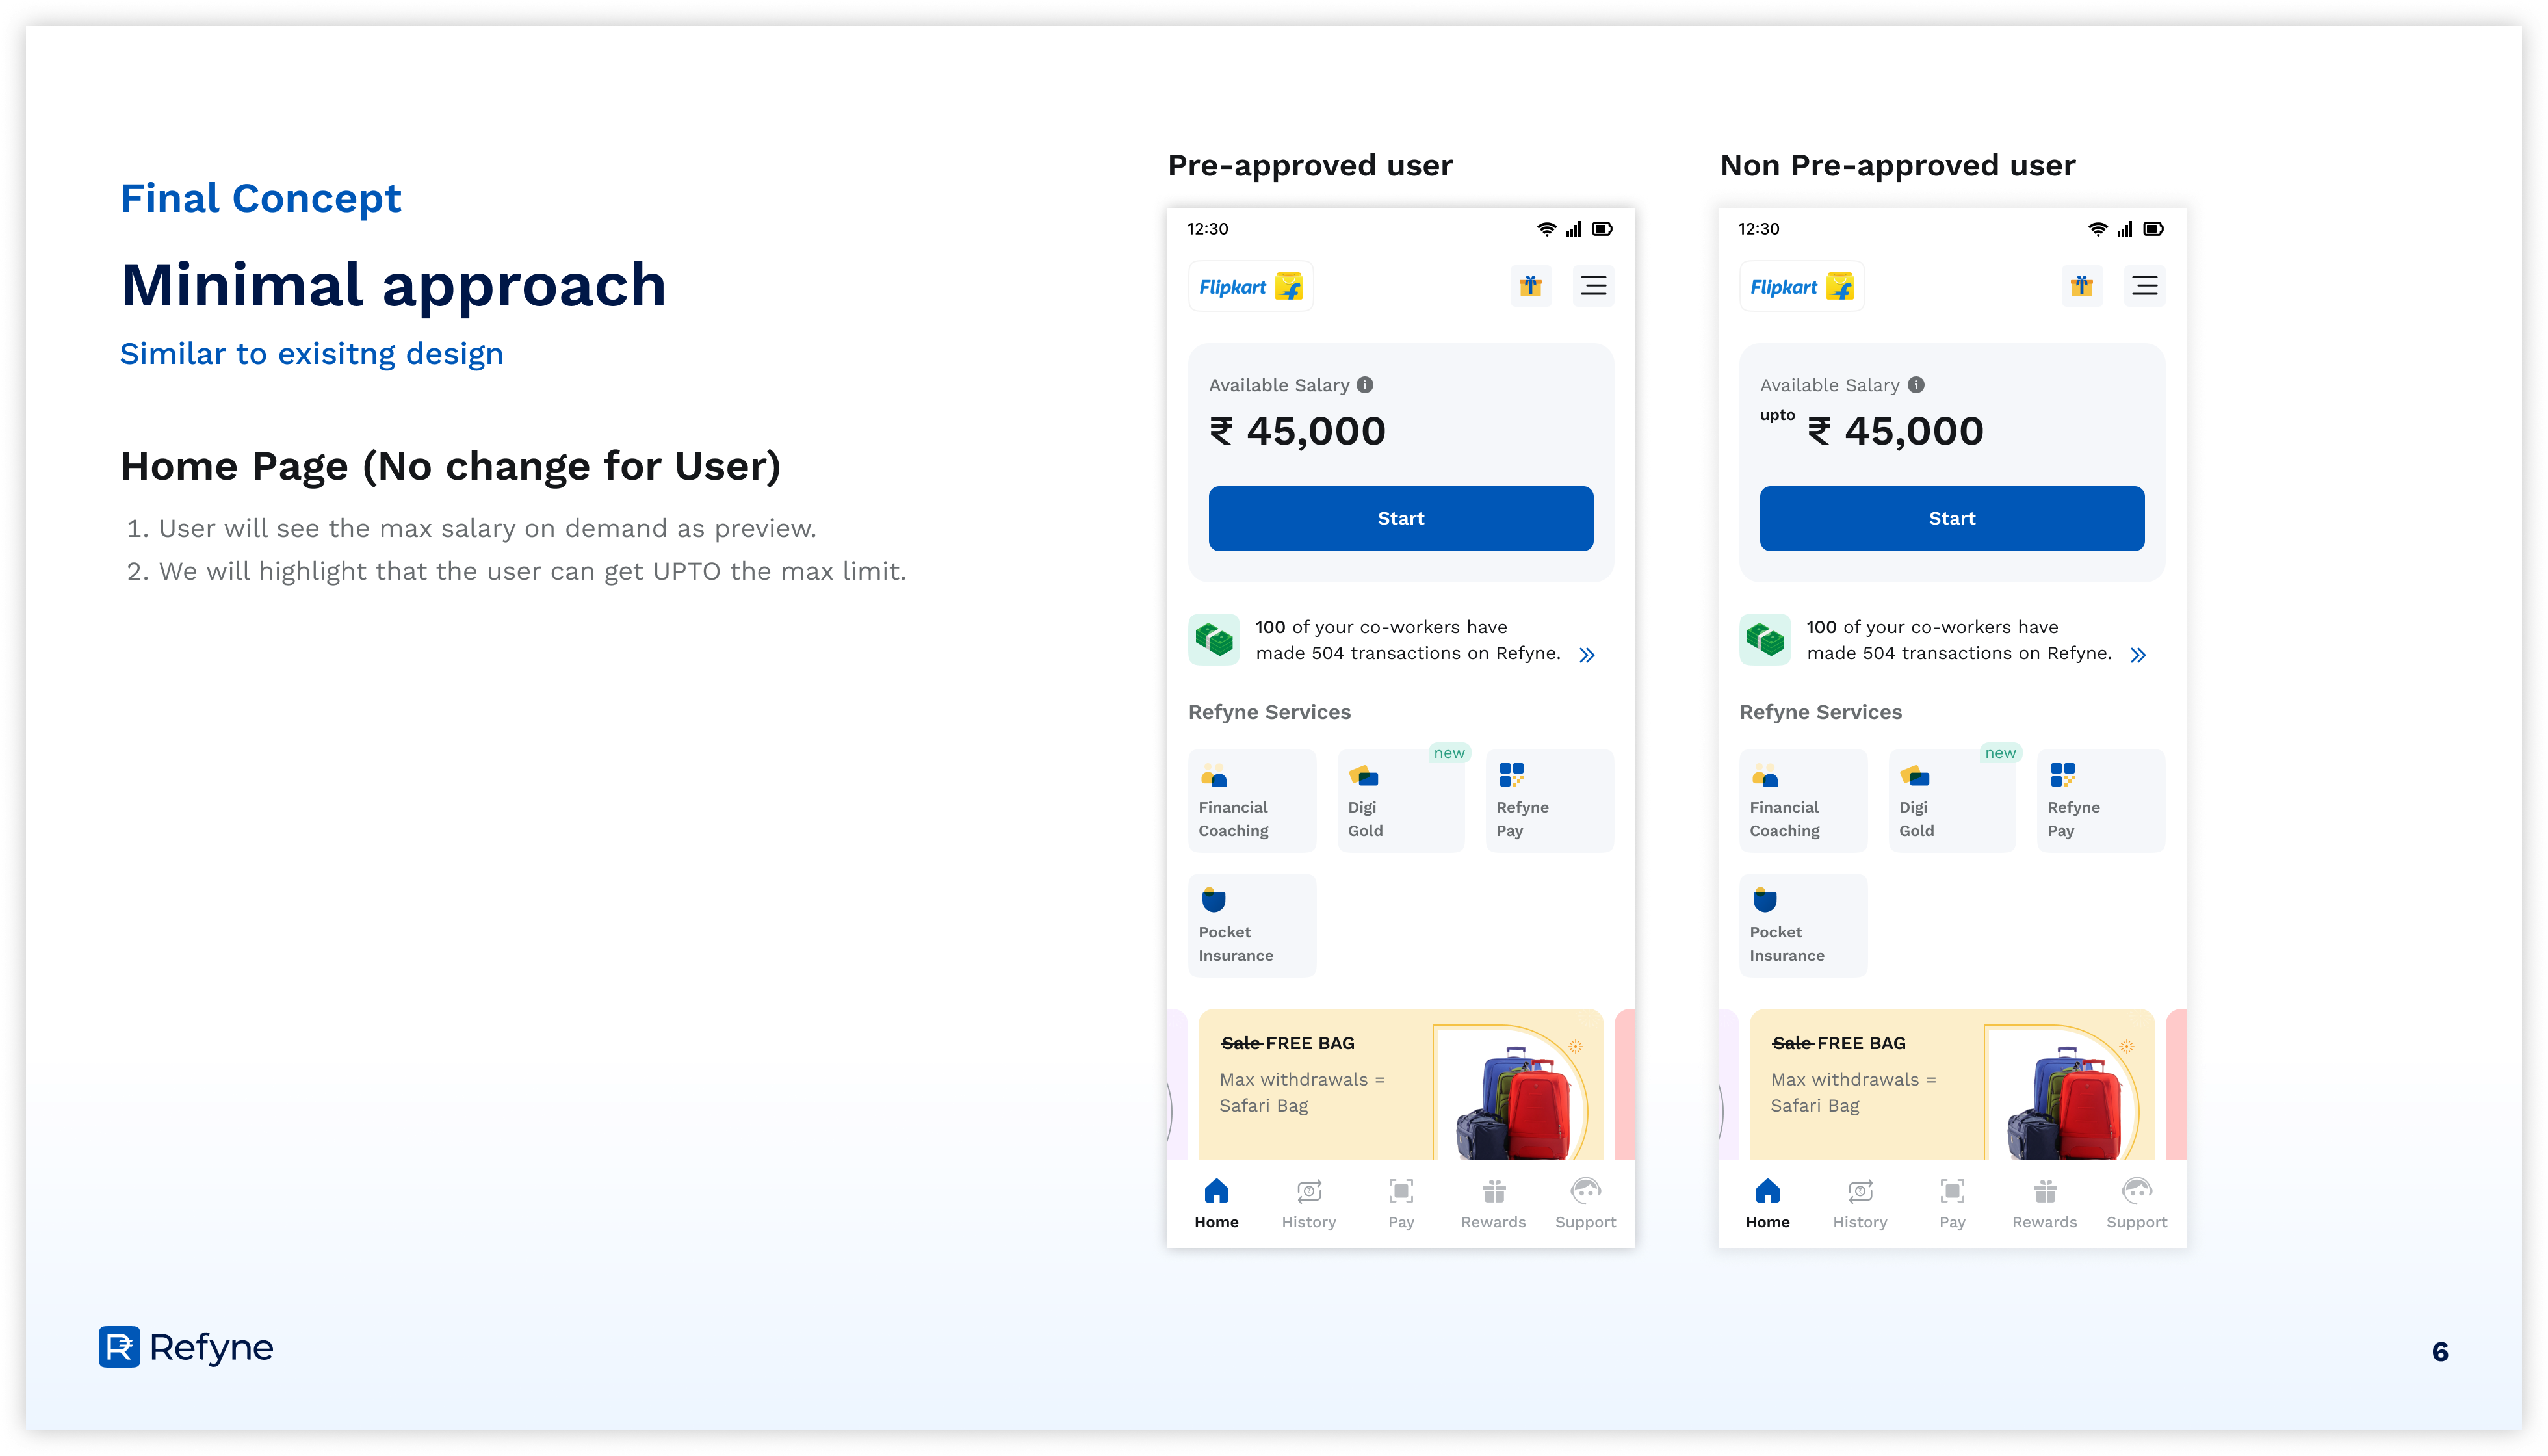 Final Concept
Minimal approach
Similar to exisitng design
Home Page (No change for User)
1. User will see the max salary on demand as preview.
2. We will highlight that the user can get UPTO the max limit.
Pre-approved user
12:30
Flipkart
Available Salary
₹ 45,000
Start
100 of your co-workers have
made 504 transactions on Refyne.
Refyne Services
Financial
Coaching
new
Digi
Gold
Refyne
Pay
Pocket
Insurance
Sale FREE BAG
Max withdrawals =
Safari Bag
Home
History
Pay
Rewards
Support
Non Pre-approved user
12:30
Flipkart
Available Salary
upto ₹ 45,000
Start
100 of your co-workers have
made 504 transactions on Refyne.
Refyne Services
Financial
Coaching
new
Digi
Gold
Refyne
Pay
Pocket
Insurance
Sale FREE BAG
Max withdrawals =
Safari Bag
Home
History
Pay
Rewards
Support
Refyne
6